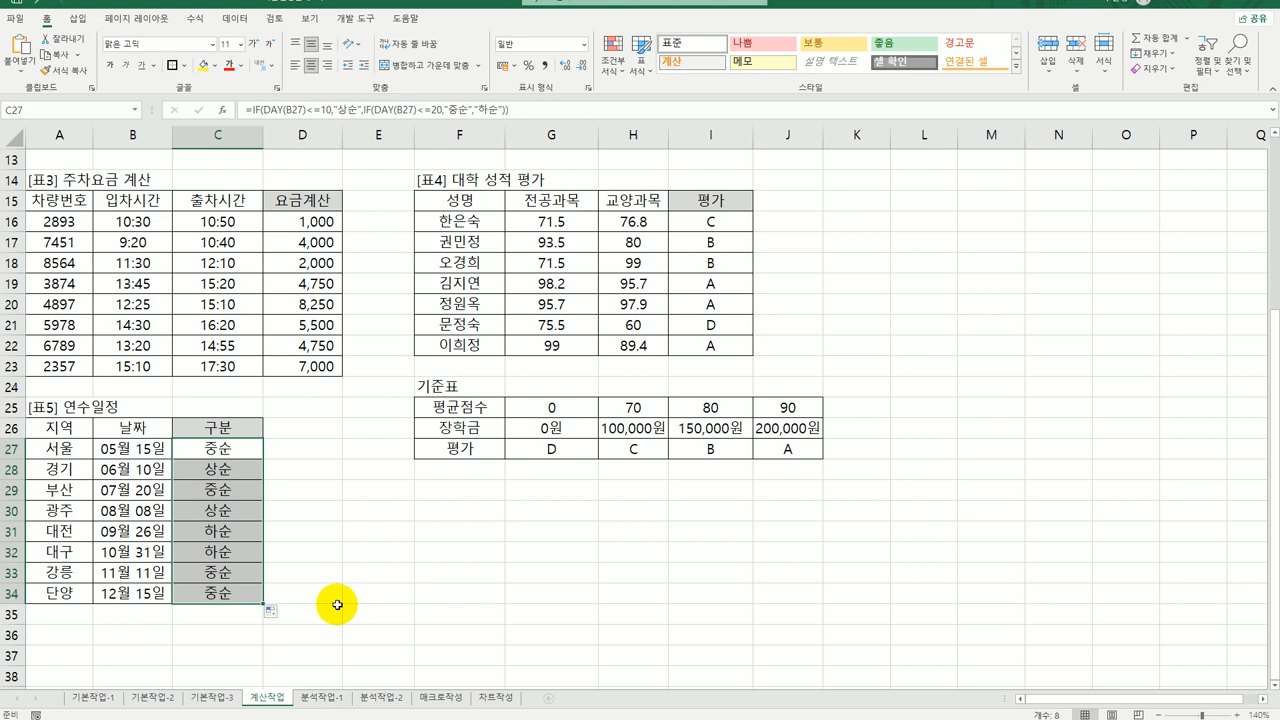 파일 홈 삽입 페이지 레이아웃 수식 데이터 검토 보기 개발 도구 도움말 공유
붙여넣기 잘라내기 복사 서식 복사 클립보드
맑은 고딕 11 가 가 가 가 가 가 글꼴
자동 줄 바꿈 병합하고 가운데 맞춤 맞춤
일반 % 표시 형식
조건부 서식 표 서식 표준 나쁨 보통 좋음 경고문
계산 메모 설명 텍스트 셀 확인 연결된 셀 스타일
삽입 삭제 서식 셀
자동 합계 채우기 지우기 정렬 및 필터 찾기 및 선택 편집
C27 fx =IF(DAY(B27)<=10,"상순",IF(DAY(B27)<=20,"중순","하순"))
A B C D E F G H I J K L M N O P Q
13
14 [표3] 주차요금 계산 [표4] 대학 성적 평가
15 차량번호 입차시간 출차시간 요금계산 성명 전공과목 교양과목 평가
16 2893 10:30 10:50 1,000 한은숙 71.5 76.8 C
17 7451 9:20 10:40 4,000 권민정 93.5 80 B
18 8564 11:30 12:10 2,000 오경희 71.5 99 B
19 3874 13:45 15:20 4,750 김지연 98.2 95.7 A
20 4897 12:25 15:10 8,250 정원옥 95.7 97.9 A
21 5978 14:30 16:20 5,500 문정숙 75.5 60 D
22 6789 13:20 14:55 4,750 이희정 99 89.4 A
23 2357 15:10 17:30 7,000
24 기준표
25 [표5] 연수일정 평균점수 0 70 80 90
26 지역 날짜 구분 장학금 0원 100,000원 150,000원 200,000원
27 서울 05월 15일 중순 평가 D C B A
28 경기 06월 10일 상순
29 부산 07월 20일 중순
30 광주 08월 08일 상순
31 대전 09월 26일 하순
32 대구 10월 31일 하순
33 강릉 11월 11일 중순
34 단양 12월 15일 중순
35
36
37
38
기본작업-1 기본작업-2 기본작업-3 계산작업 분석작업-1 분석작업-2 매크로작성 차트작성
준비 개수: 8 140%